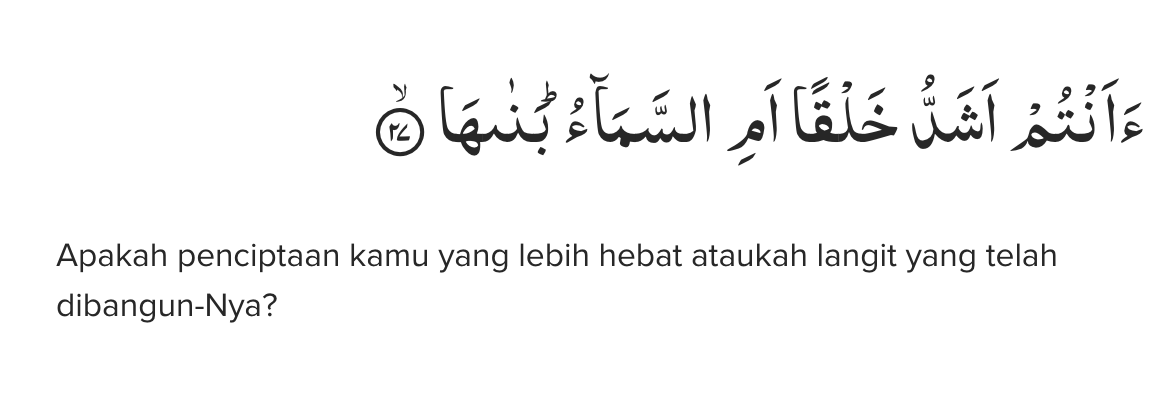 ءَاَنْتُمْ اَشَدُّ خَلْقًا اَمِ السَّمَاۤءُ ۗ بَنٰىهَاۙ ٢٧
Apakah penciptaan kamu yang lebih hebat ataukah langit yang telah
dibangun-Nya?